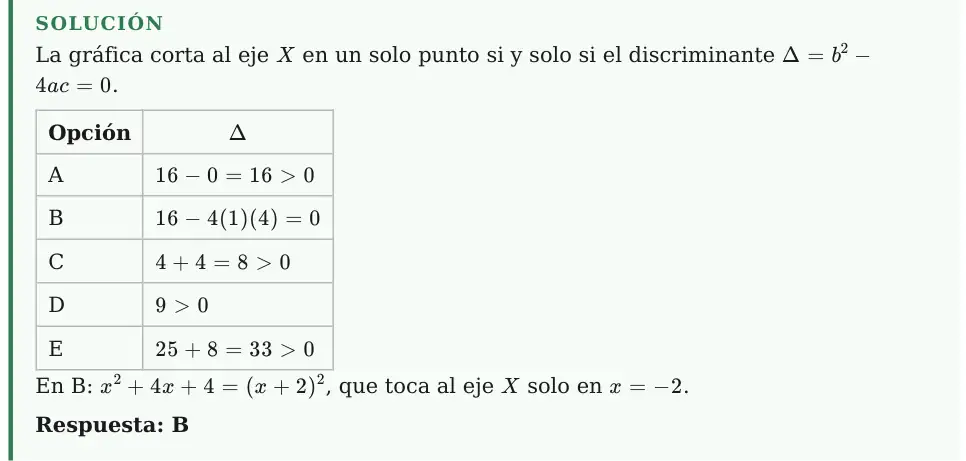 SOLUCIÓN
La gráfica corta al eje X en un solo punto si y solo si el discriminante Δ = b² −
4ac = 0.
Opción Δ
A 16 − 0 = 16 > 0
B 16 − 4(1)(4) = 0
C 4 + 4 = 8 > 0
D 9 > 0
E 25 + 8 = 33 > 0
En B: x² + 4x + 4 = (x + 2)², que toca al eje X solo en x = −2.
Respuesta: B